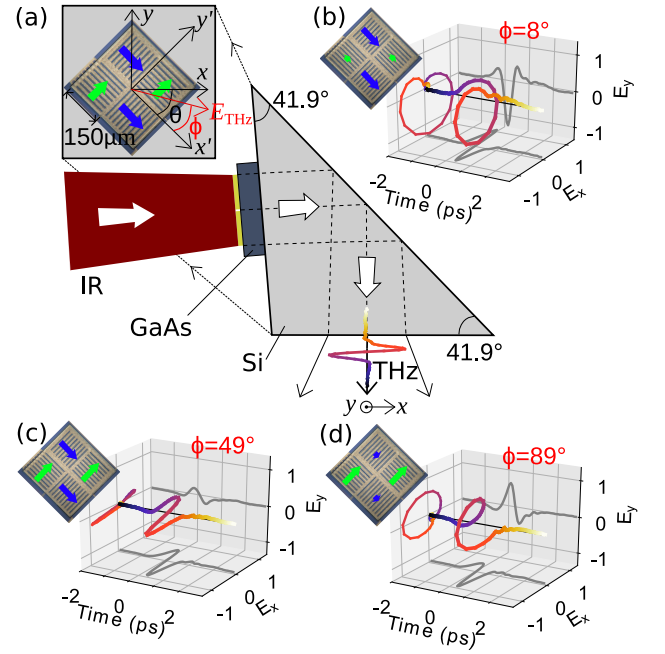 (a)
y
y'
x
θ
E_THz
ϕ
x'
150µm
41.9°
IR
GaAs
Si
41.9°
THz
y
x
(b)
ϕ=8°
1
0
-1
E_y
-2
0
2
Time (ps)
-1
0
1
E_x
(c)
ϕ=49°
1
0
-1
E_y
-2
0
2
Time (ps)
-1
0
1
E_x
(d)
ϕ=89°
1
0
-1
E_y
-2
0
2
Time (ps)
-1
0
1
E_x